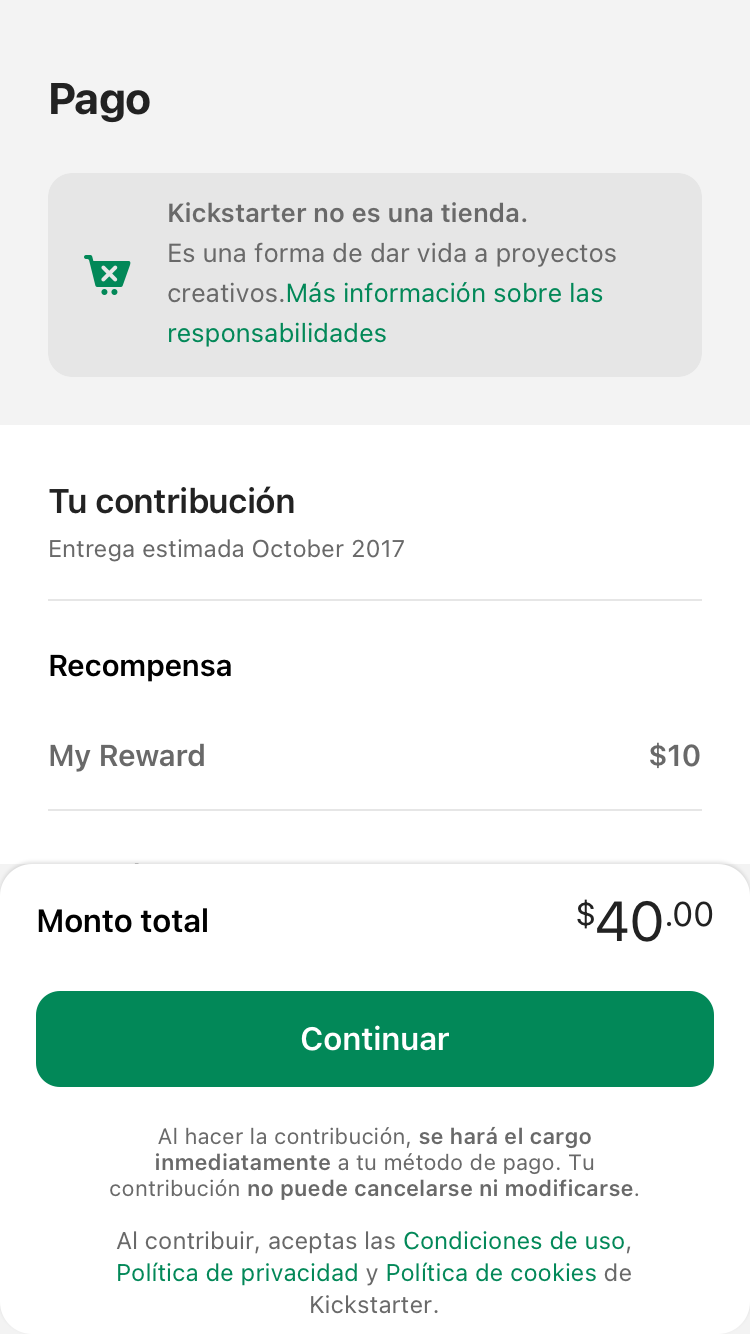 Pago
Kickstarter no es una tienda.
Es una forma de dar vida a proyectos
creativos.Más información sobre las
responsabilidades
Tu contribución
Entrega estimada October 2017
Recompensa
My Reward $10
Monto total $40.00
Continuar
Al hacer la contribución, se hará el cargo
inmediatamente a tu método de pago. Tu
contribución no puede cancelarse ni modificarse.
Al contribuir, aceptas las Condiciones de uso,
Política de privacidad y Política de cookies de
Kickstarter.